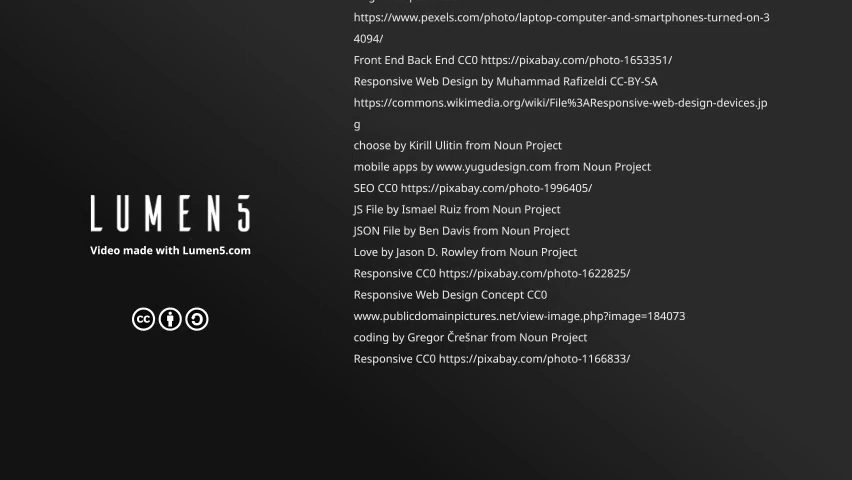 https://www.pexels.com/photo/laptop-computer-and-smartphones-turned-on-3
4094/
Front End Back End CC0 https://pixabay.com/photo-1653351/
Responsive Web Design by Muhammad Rafizeldi CC-BY-SA
https://commons.wikimedia.org/wiki/File%3AResponsive-web-design-devices.jp
g
choose by Kirill Ulitin from Noun Project
mobile apps by www.yugudesign.com from Noun Project
SEO CC0 https://pixabay.com/photo-1996405/
JS File by Ismael Ruiz from Noun Project
JSON File by Ben Davis from Noun Project
Love by Jason D. Rowley from Noun Project
Responsive CC0 https://pixabay.com/photo-1622825/
Responsive Web Design Concept CC0
www.publicdomainpictures.net/view-image.php?image=184073
coding by Gregor Črešnar from Noun Project
Responsive CC0 https://pixabay.com/photo-1166833/
LUMEN5
Video made with Lumen5.com
cc